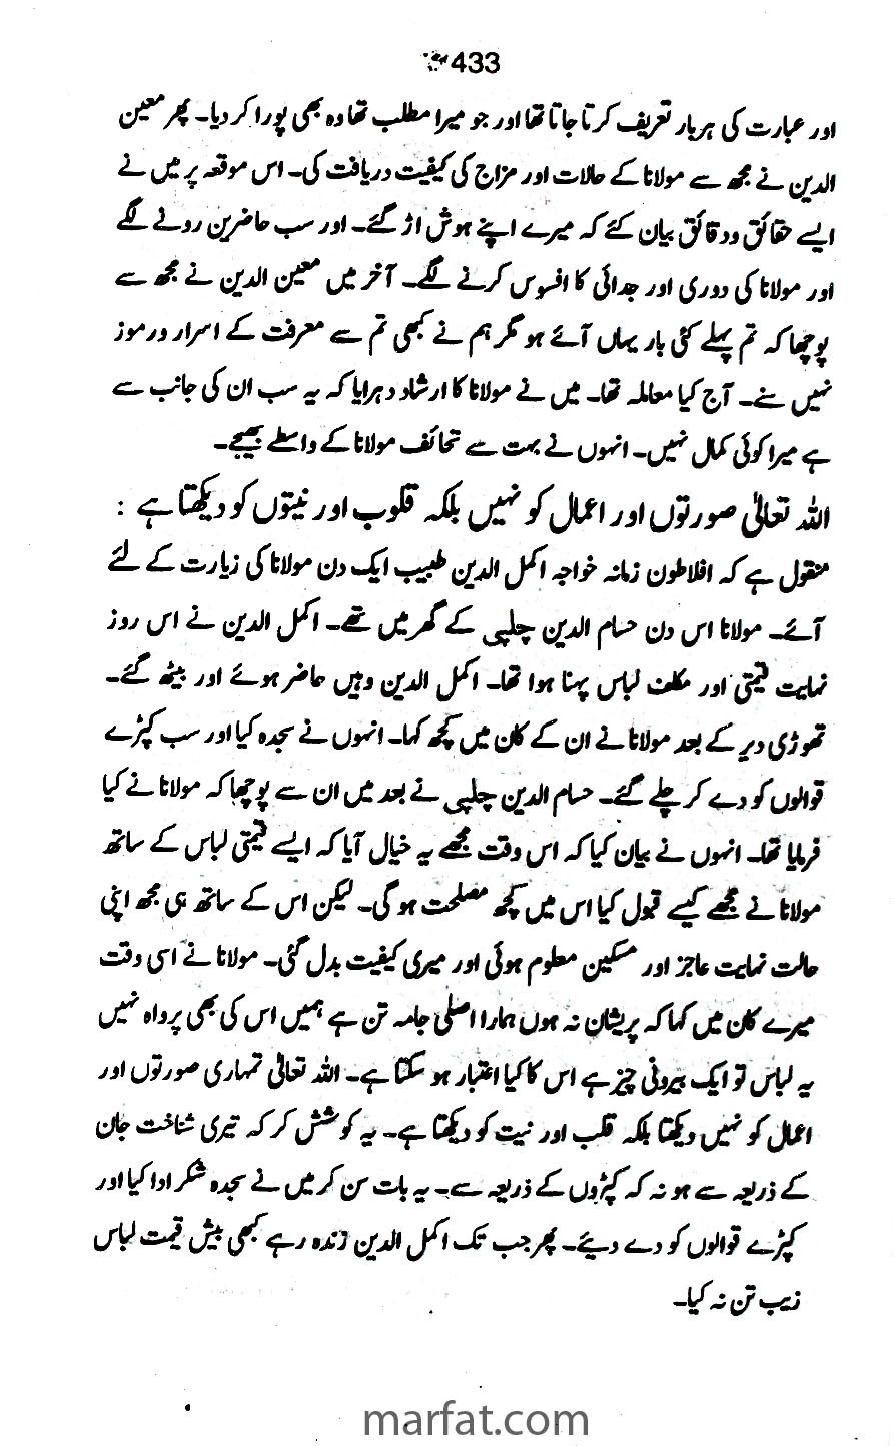 433
اور عبارت کی ہر بار تعریف کرتا جاتا تھا اور جو میرا مطلب تھا وہ بھی پورا کر دیا۔ پھر معین
الدین نے مجھ سے مولانا کے حالات اور مزاج کی کیفیت دریافت کی۔ اس موقعہ پر میں نے
ایسے حقائق ودقائق بیان کئے کہ میرے اپنے ہوش اڑ گئے۔ اور سب حاضرین رونے لگے
اور مولانا کی دوری اور جدائی کا افسوس کرنے لگے۔ آخر میں معین الدین نے مجھ سے
پوچھا کہ تم پہلے کئی بار یہاں آئے ہو مگر ہم نے کبھی تم سے معرفت کے اسرار ورموز
نہیں سنے۔ آج کیا معاملہ تھا۔ میں نے مولانا کا ارشاد دہرایا کہ یہ سب ان کی جانب سے
ہے میرا کوئی کمال نہیں۔ انہوں نے بہت سے تحائف مولانا کے واسطے بھیجے۔
اللہ تعالیٰ صورتوں اور اعمال کو نہیں بلکہ قلوب اور نیتوں کو دیکھتا ہے :
منقول ہے کہ افلاطون زمانہ خواجہ اکمل الدین طبیب ایک دن مولانا کی زیارت کے لئے
آئے۔ مولانا اس دن حسام الدین چلپی کے گھر میں تھے۔ اکمل الدین نے اس روز
نہایت قیمتی اور مکلف لباس پہنا ہوا تھا۔ اکمل الدین وہیں حاضر ہوئے اور بیٹھ گئے۔
تھوڑی دیر کے بعد مولانا نے ان کے کان میں کچھ کہا۔ انہوں نے سجدہ کیا اور سب کپڑے
قوالوں کو دے کر چلے گئے۔ حسام الدین چلپی نے بعد میں ان سے پوچھا کہ مولانا نے کیا
فرمایا تھا۔ انہوں نے بیان کیا کہ اس وقت مجھے یہ خیال آیا کہ ایسے قیمتی لباس کے ساتھ
مولانا نے مجھے کیسے قبول کیا اس میں کچھ مصلحت ہوگی۔ لیکن اس کے ساتھ ہی مجھ اپنی
حالت نہایت عاجز اور مسکین معلوم ہوئی اور میری کیفیت بدل گئی۔ مولانا نے اسی وقت
میرے کان میں کہا کہ پریشان نہ ہوں ہمارا اصلی جامہ تن ہے ہمیں اس کی بھی پرواہ نہیں
یہ لباس تو ایک بیرونی چیز ہے اس کا کیا اعتبار ہو سکتا ہے۔ اللہ تعالیٰ تمہاری صورتوں اور
اعمال کو نہیں دیکھتا بلکہ قلب اور نیت کو دیکھتا ہے۔ یہ کوشش کر کہ تیری شناخت جان
کے ذریعہ سے ہو نہ کہ کپڑوں کے ذریعہ سے۔ یہ بات سن کر میں نے سجدہ شکر ادا کیا اور
کپڑے قوالوں کو دے دیئے۔ پھر جب تک اکمل الدین زندہ رہے کبھی بیش قیمت لباس
زیب تن نہ کیا۔
marfat.com